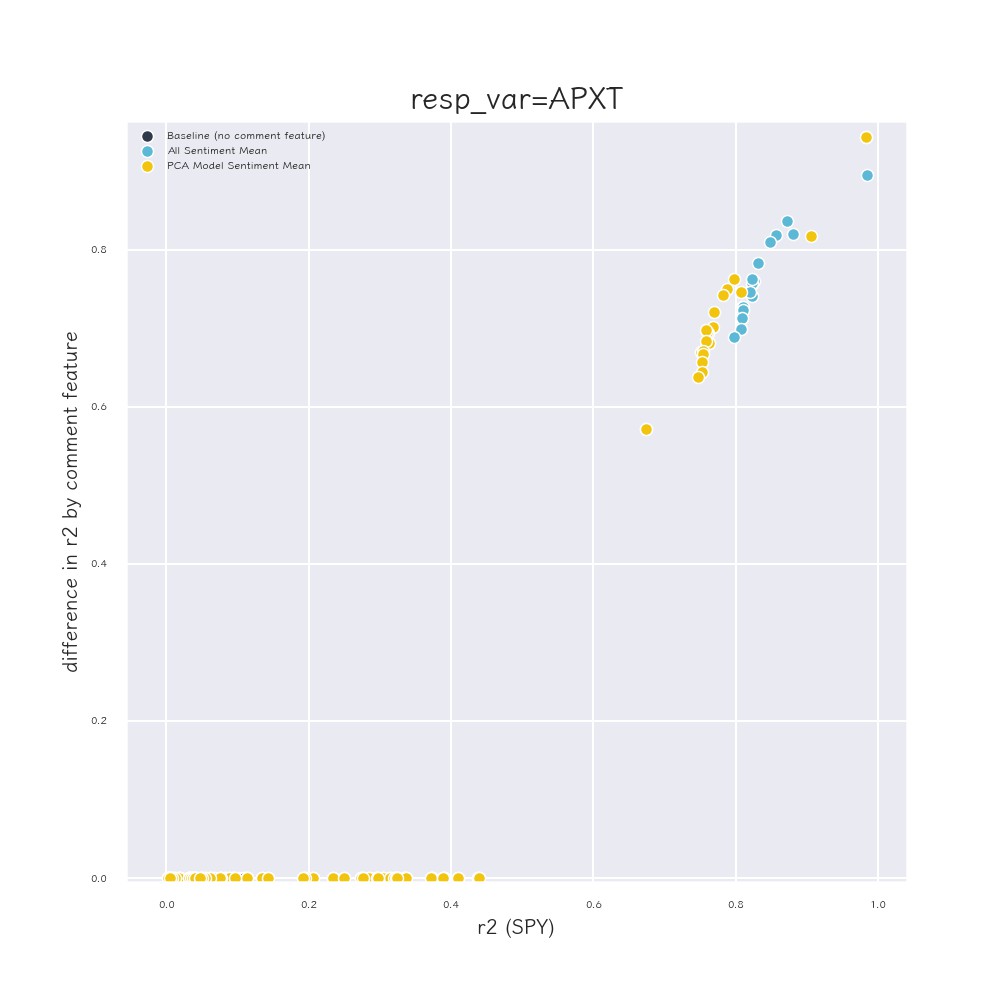 resp_var=APXT
Baseline (no comment feature)
All Sentiment Mean
PCA Model Sentiment Mean
difference in r2 by comment feature
0.8
0.6
0.4
0.2
0.0
0.0 0.2 0.4 0.6 0.8 1.0
r2 (SPY)